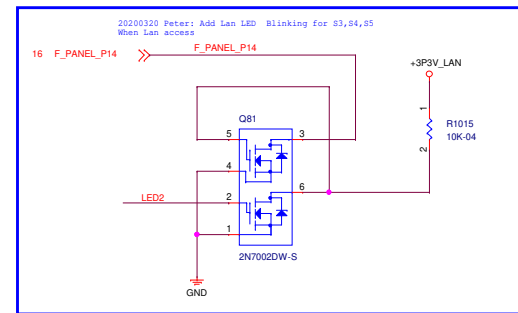 20200320 Peter: Add Lan LED  Blinking for S3,S4,S5
When Lan access
16 F_PANEL_P14
F_PANEL_P14
+3P3V_LAN
1
R1015
10K-04
2
Q81
5
3
4
6
LED2
2
1
2N7002DW-S
GND